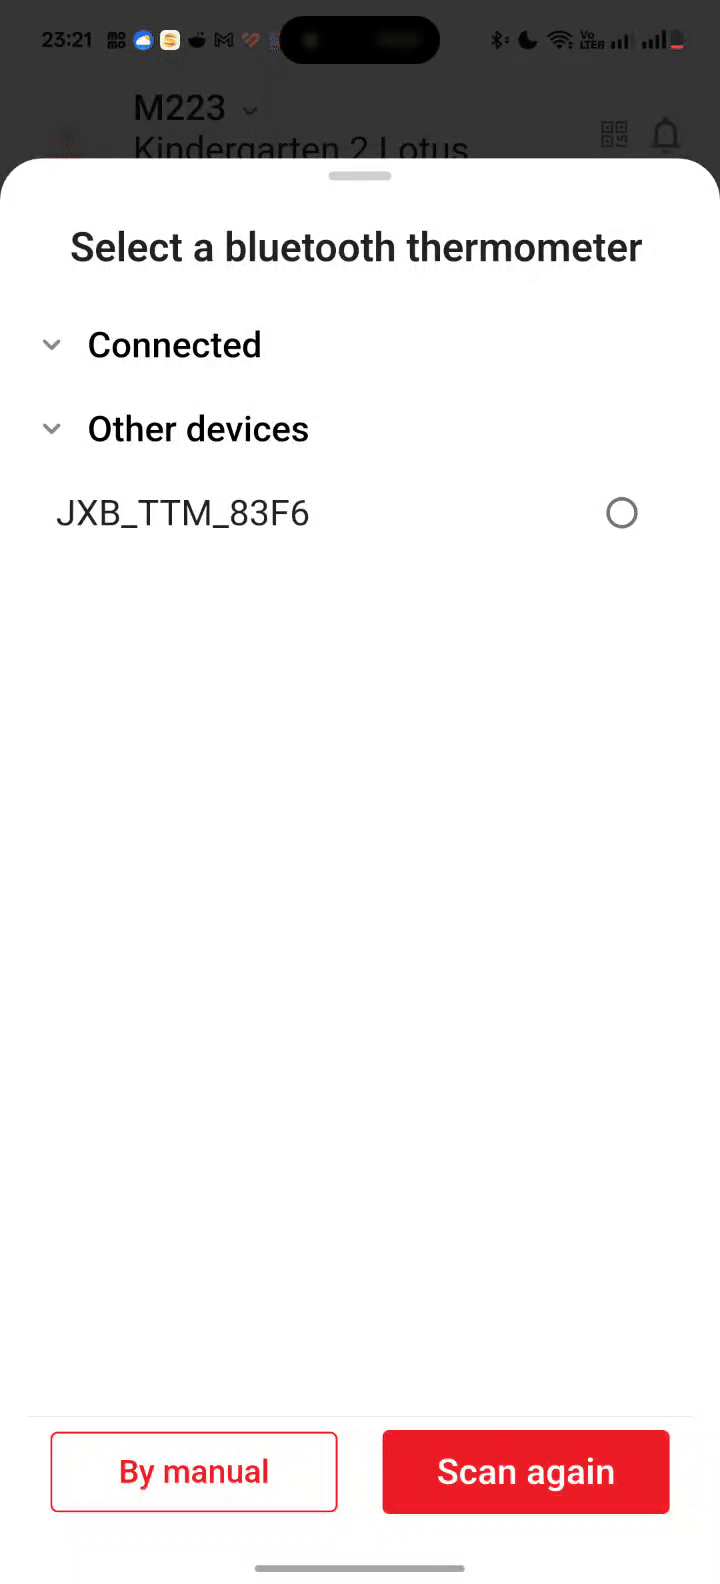 23:21
M223
Kindergarten 2 Lotus
Select a bluetooth thermometer
Connected
Other devices
JXB_TTM_83F6
By manual
Scan again